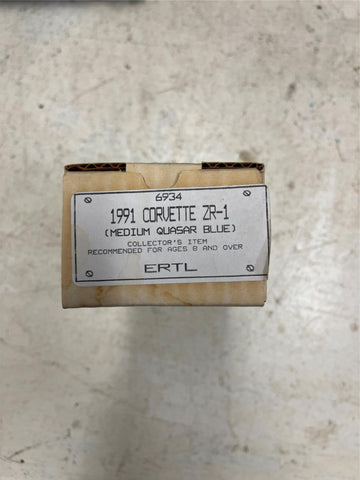 6934
1991 CORVETTE ZR-1
(MEDIUM QUASAR BLUE)
COLLECTOR'S ITEM
RECOMMENDED FOR AGES 8 AND OVER
ERTL